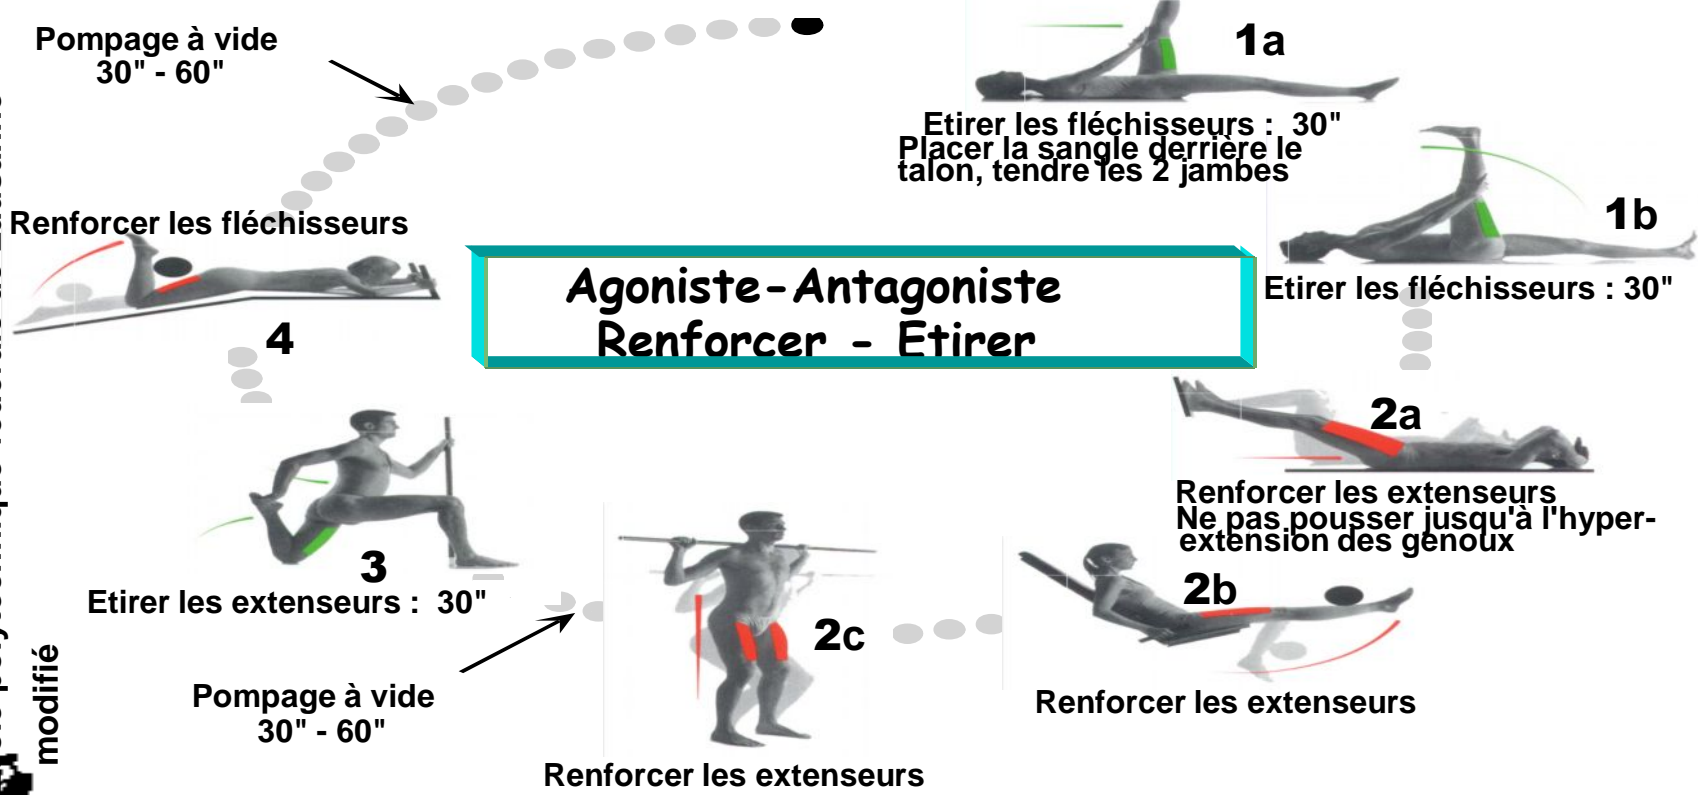 Pompage à vide
30" - 60"
1a
Etirer les fléchisseurs :  30"
Placer la sangle derrière le
talon, tendre les 2 jambes
1b
Etirer les fléchisseurs : 30"
Renforcer les fléchisseurs
4
Agoniste-Antagoniste
Renforcer - Etirer
2a
Renforcer les extenseurs
Ne pas pousser jusqu'à l'hyper-
extension des genoux
3
Etirer les extenseurs :  30"
2b
Renforcer les extenseurs
2c
Renforcer les extenseurs
Pompage à vide
30" - 60"
modifié